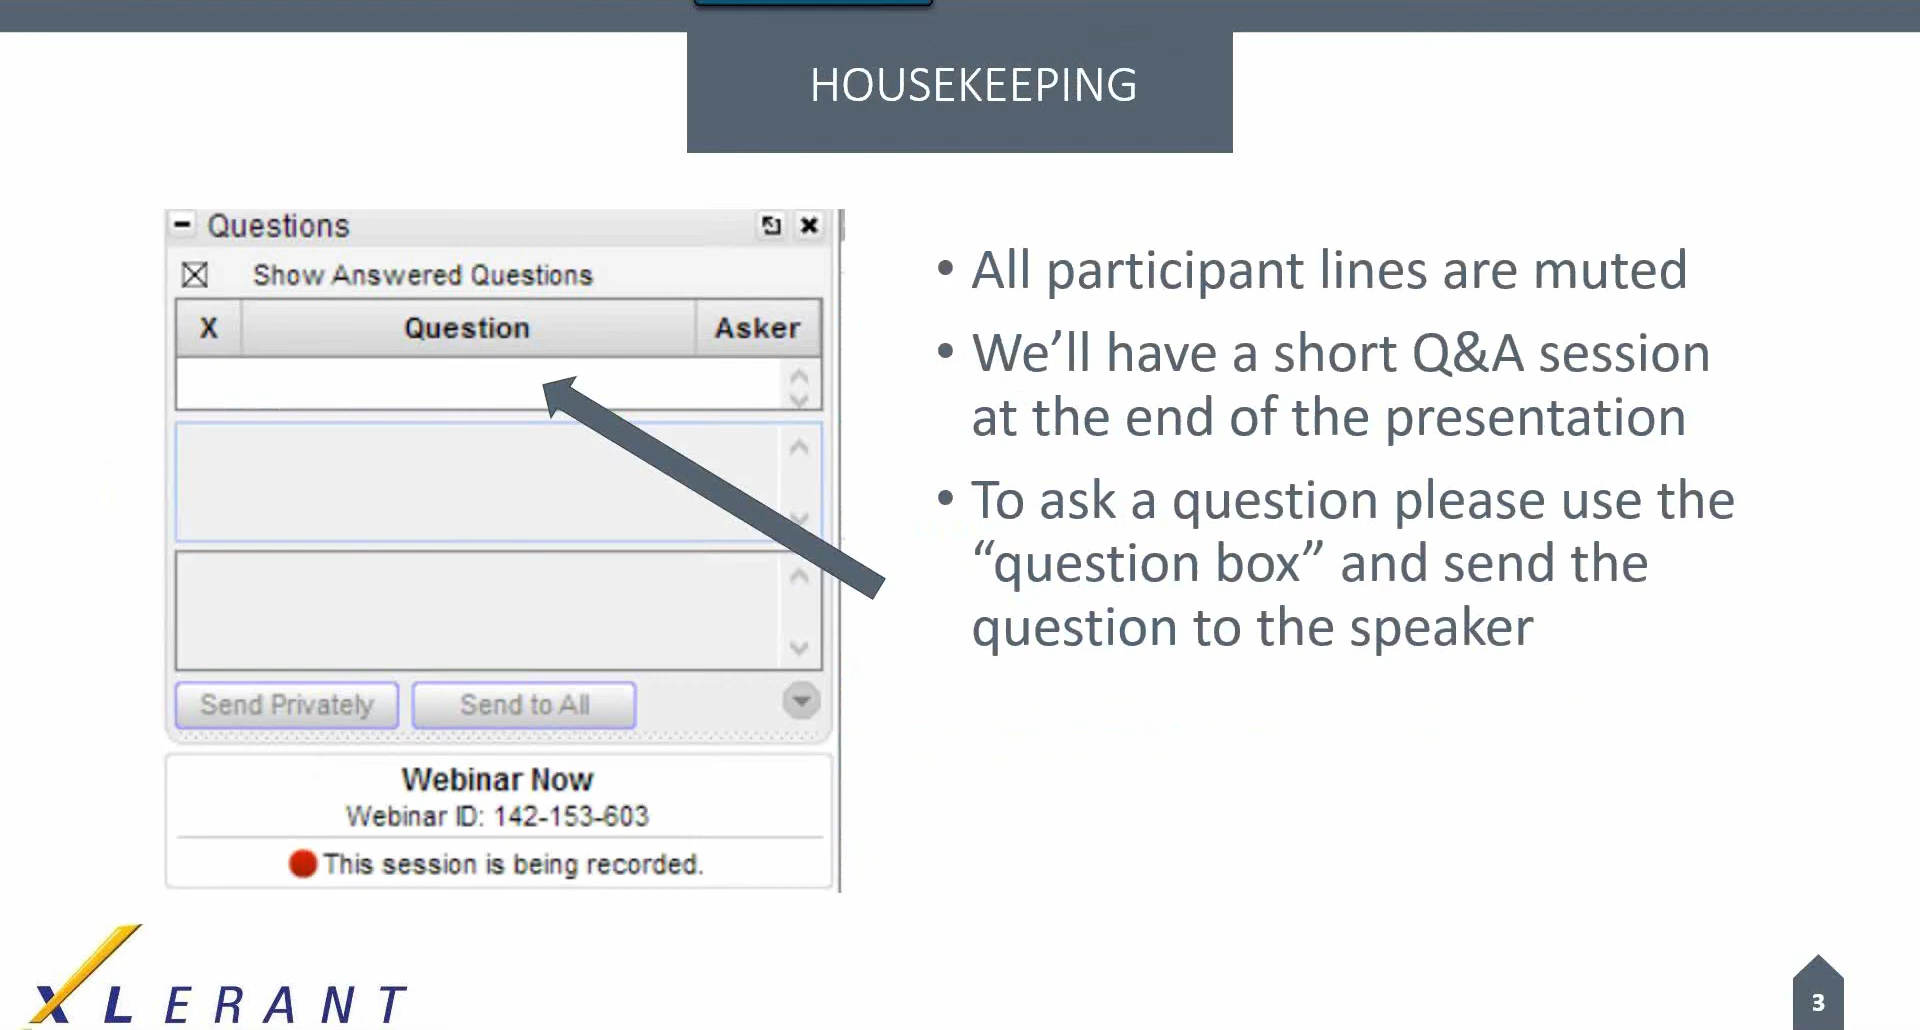 HOUSEKEEPING
Questions
Show Answered Questions
X Question Asker
Send Privately Send to All
Webinar Now
Webinar ID: 142-153-603
This session is being recorded.
• All participant lines are muted
• We’ll have a short Q&A session
at the end of the presentation
• To ask a question please use the
“question box” and send the
question to the speaker
XLERANT
3